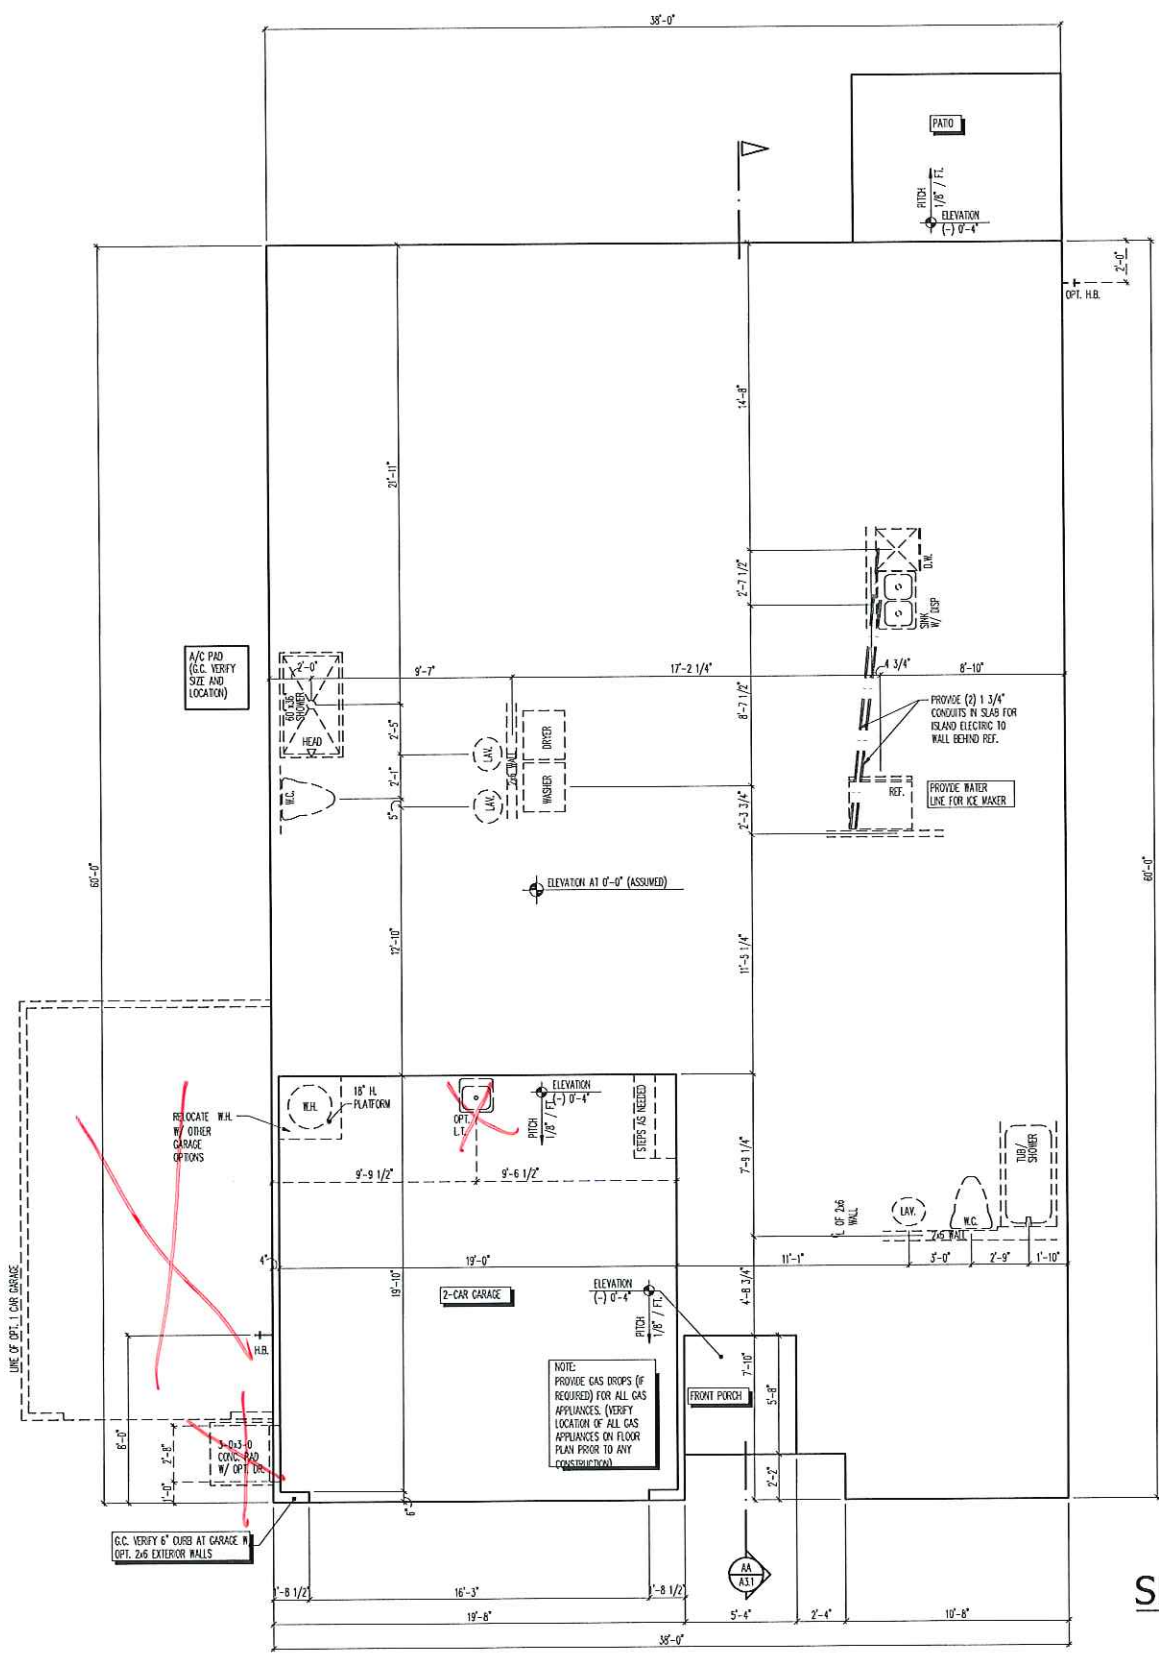 38'-0"
PATIO
PITCH
1/8" / FT.
ELEVATION
(-) 0'-4"
2'-0"
OPT. H.B.
14'-8"
21'-11"
2'-7 1/2"
D.W.
SINK
W/ DISP
A/C PAD
(G.C. VERIFY
SIZE AND
LOCATION)
2'-0"
9'-7"
17'-2 1/4"
4 3/4"
8'-10"
60"x36"
SHOWER
HEAD
2'-5"
8'-7 1/2"
PROVIDE (2) 1 3/4"
CONDUITS IN SLAB FOR
ISLAND ELECTRIC TO
WALL BEHIND REF.
LAV.
2x6 WALL
DRYER
2'-1"
W.C.
LAV.
WASHER
5"
REF.
PROVIDE WATER
LINE FOR ICE MAKER
2'-3 3/4"
60'-0"
60'-0"
ELEVATION AT 0'-0" (ASSUMED)
12'-10"
11'-5 1/4"
W.H.
18" H.
PLATFORM
RELOCATE W.H.
W/ OTHER
GARAGE
OPTIONS
OPT.
L.T.
ELEVATION
(-) 0'-4"
PITCH
1/8" / FT.
STEPS AS NEEDED
TUB/
SHOWER
9'-9 1/2"
9'-6 1/2"
7'-9 1/4"
OF 2x6
WALL
LAV.
W.C.
2x6 WALL
4"
19'-0"
11'-1"
3'-0"
2'-9"
1'-10"
19'-10"
2-CAR GARAGE
ELEVATION
(-) 0'-4"
PITCH
1/8" / FT.
4'-8 3/4"
LINE OF OPT. 1 CAR GARAGE
H.B.
NOTE:
PROVIDE GAS DROPS (IF
REQUIRED) FOR ALL GAS
APPLIANCES. (VERIFY
LOCATION OF ALL GAS
APPLIANCES ON FLOOR
PLAN PRIOR TO ANY
CONSTRUCTION)
7'-10"
FRONT PORCH
5'-8"
8'-0"
2'-8"
3-0x3-0
CONC. PAD
W/ OPT. DR.
1'-0"
2'-2"
6"
G.C. VERIFY 6" CURB AT GARAGE W/
OPT. 2x6 EXTERIOR WALLS
AA
A3.1
1'-8 1/2"
16'-3"
1'-8 1/2"
19'-8"
5'-4"
2'-4"
10'-8"
38'-0"
S